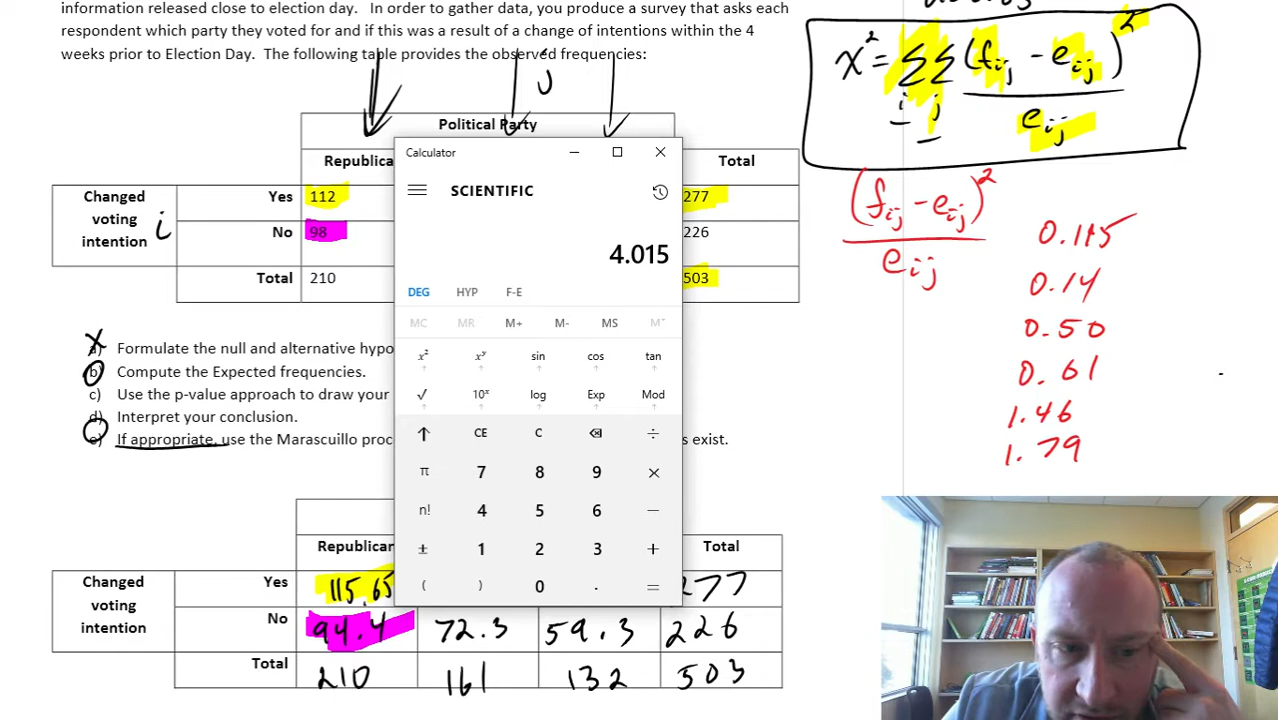 information released close to election day. In order to gather data, you produce a survey that asks each
respondent which party they voted for and if this was a result of a change of intentions within the 4
weeks prior to Election Day. The following table provides the observed frequencies:
j
Political Party
Republica
Total
Changed voting intention i
Yes 112 277
No 98 226
Total 210 503
a) Formulate the null and alternative hypo
b) Compute the Expected frequencies.
c) Use the p-value approach to draw your
d) Interpret your conclusion.
e) If appropriate, use the Marascuillo proc s exist.
Republican
Total
Changed voting intention
Yes 115.65 277
No 94.4 72.3 59.3 226
Total 210 161 132 503
Calculator
SCIENTIFIC
4.015
DEG HYP F-E
MC MR M+ M- MS M˅
x² xʸ sin cos tan
√ 10ˣ log Exp Mod
↑ CE C ⌫ ÷
π 7 8 9 ×
n! 4 5 6 −
± 1 2 3 +
( ) 0 . =
χ² = Σ Σ (fij - eij)²
i j eij
(fij - eij)²
eij
0.115
0.14
0.50
0.61
1.46
1.79